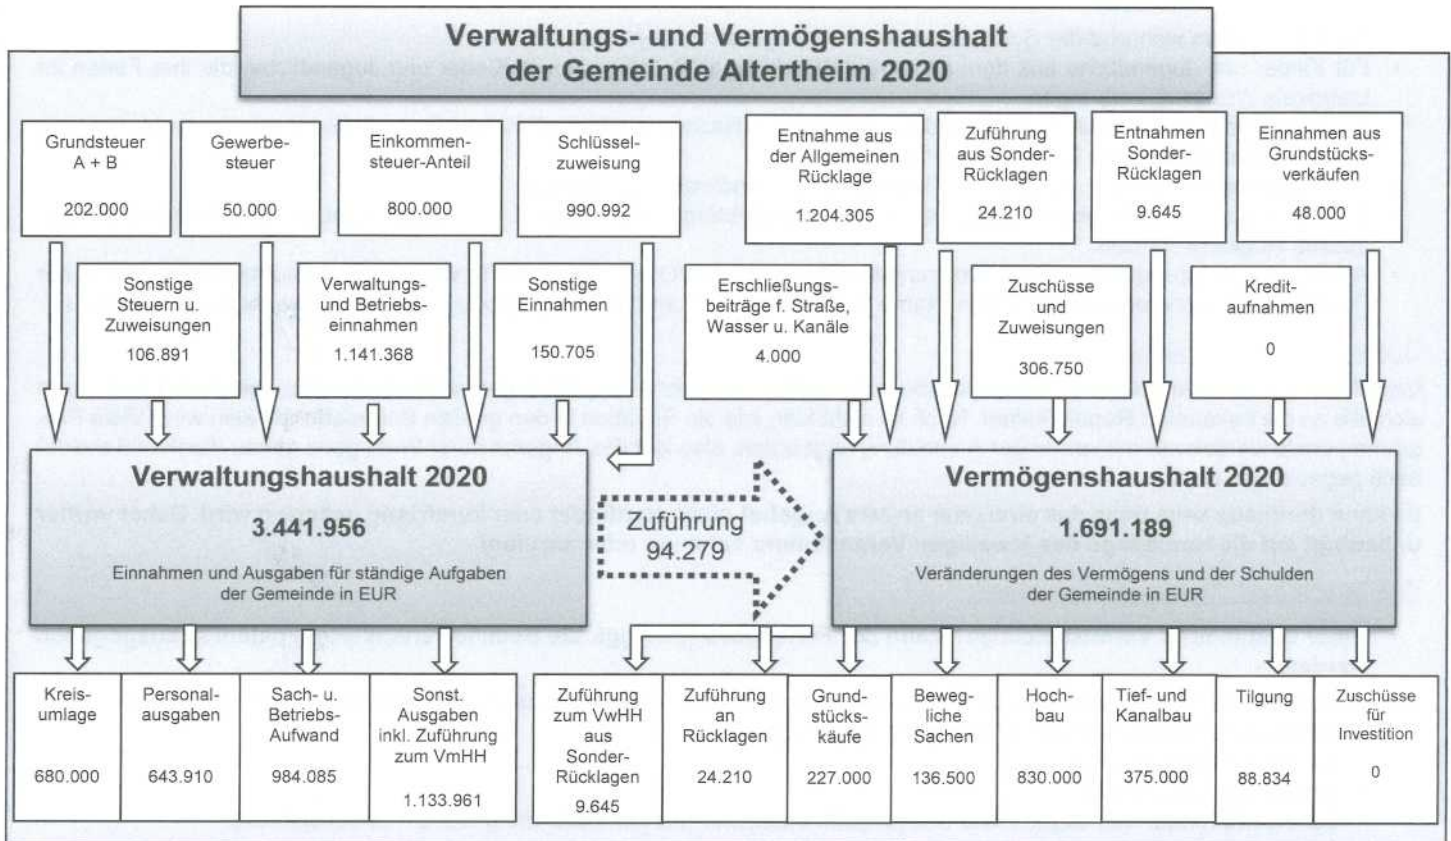 Verwaltungs- und Vermögenshaushalt
der Gemeinde Altertheim 2020
Grundsteuer
A + B
202.000
Gewerbe-
steuer
50.000
Einkommen-
steuer-Anteil
800.000
Schlüssel-
zuweisung
990.992
Entnahme aus
der Allgemeinen
Rücklage
1.204.305
Zuführung
aus Sonder-
Rücklagen
24.210
Entnahmen
Sonder-
Rücklagen
9.645
Einnahmen aus
Grundstücks-
verkäufen
48.000
Sonstige
Steuern u.
Zuweisungen
106.891
Verwaltungs-
und Betriebs-
einnahmen
1.141.368
Sonstige
Einnahmen
150.705
Erschließungs-
beiträge f. Straße,
Wasser u. Kanäle
4.000
Zuschüsse
und
Zuweisungen
306.750
Kredit-
aufnahmen
0
Verwaltungshaushalt 2020
3.441.956
Einnahmen und Ausgaben für ständige Aufgaben
der Gemeinde in EUR
Zuführung
94.279
Vermögenshaushalt 2020
1.691.189
Veränderungen des Vermögens und der Schulden
der Gemeinde in EUR
Kreis-
umlage
680.000
Personal-
ausgaben
643.910
Sach- u.
Betriebs-
Aufwand
984.085
Sonst.
Ausgaben
inkl. Zuführung
zum VmHH
1.133.961
Zuführung
zum VwHH
aus
Sonder-
Rücklagen
9.645
Zuführung
an
Rücklagen
24.210
Grund-
stücks-
käufe
227.000
Beweg-
liche
Sachen
136.500
Hoch-
bau
830.000
Tief- und
Kanalbau
375.000
Tilgung
88.834
Zuschüsse
für
Investition
0